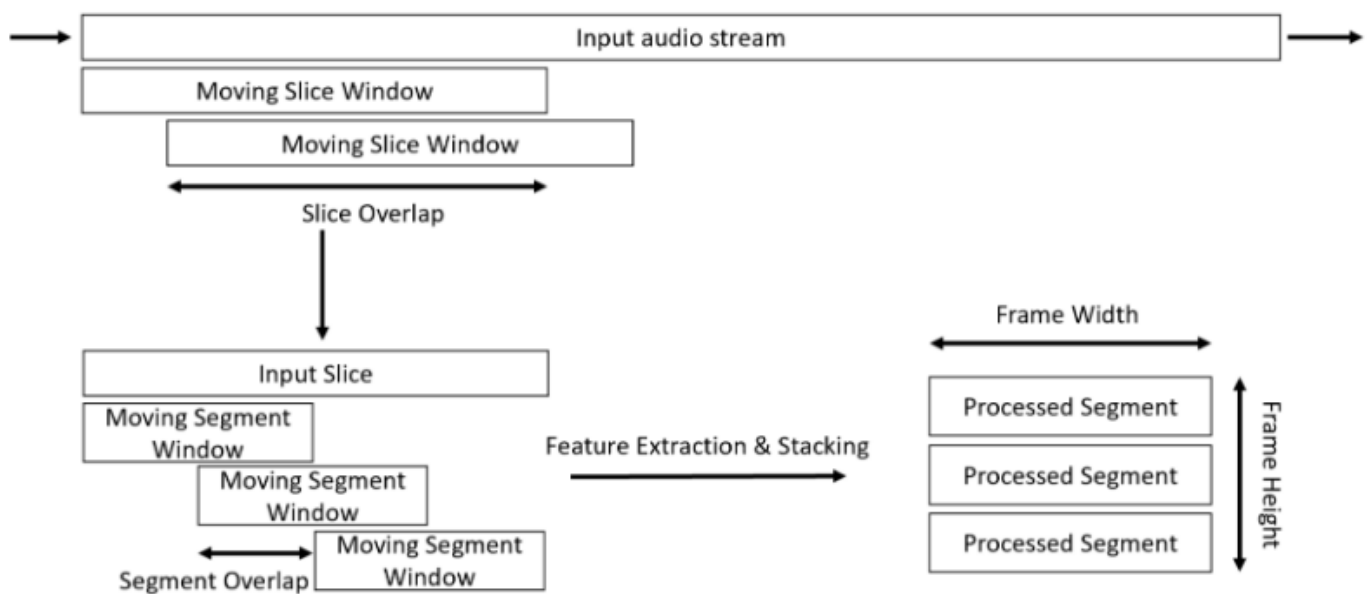 Input audio stream
Moving Slice Window
Moving Slice Window
Slice Overlap
Input Slice
Moving Segment
Window
Moving Segment
Window
Moving Segment
Window
Segment Overlap
Feature Extraction & Stacking
Frame Width
Processed Segment
Processed Segment
Processed Segment
Frame Height